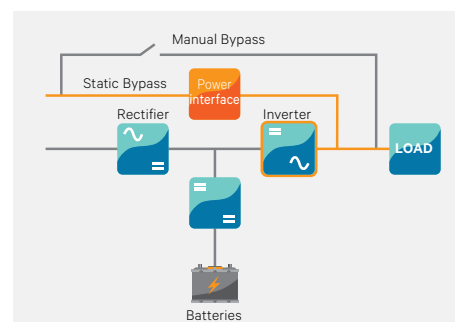 Manual Bypass
Static Bypass
Power
interface
Rectifier
Inverter
LOAD
Batteries